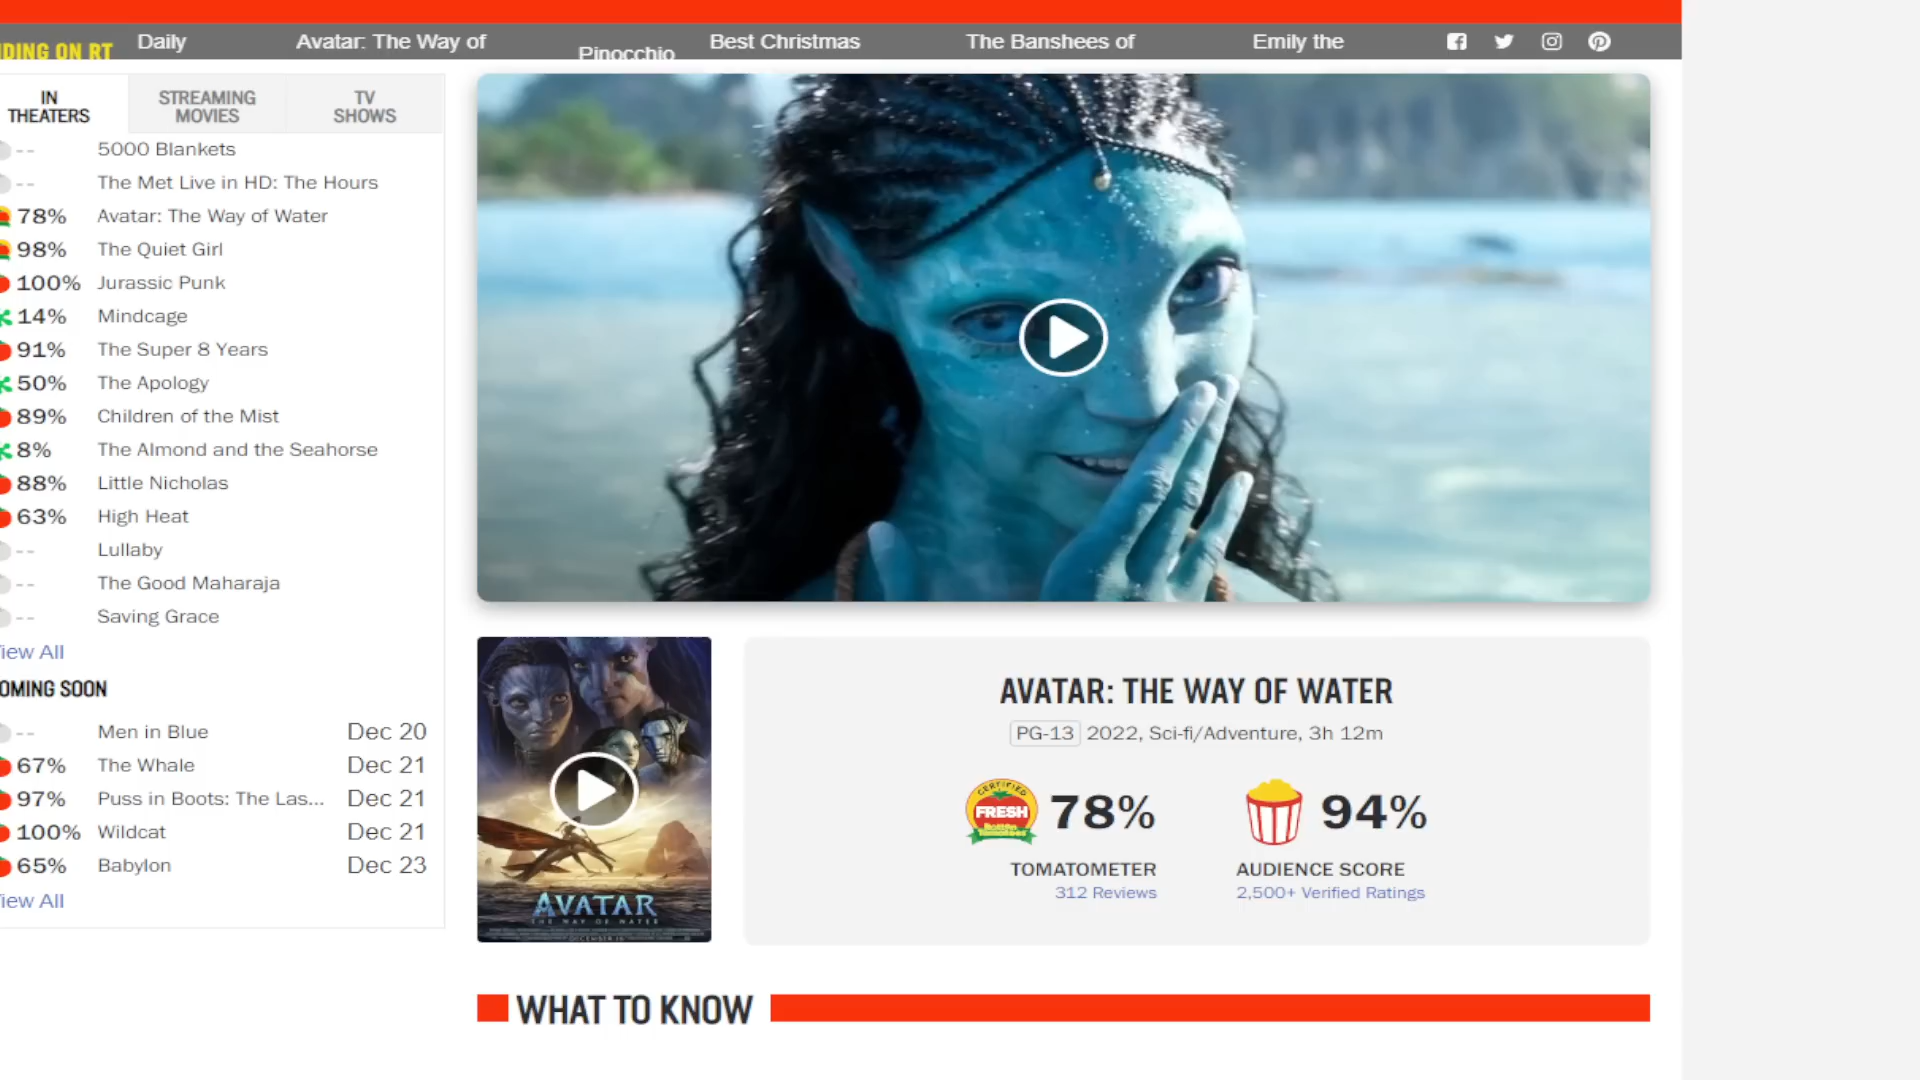 Daily
Avatar: The Way of
Pinocchio
Best Christmas
The Banshees of
Emily the
DING ON RT
IN THEATERS
STREAMING MOVIES
TV SHOWS
-- 5000 Blankets
-- The Met Live in HD: The Hours
78% Avatar: The Way of Water
98% The Quiet Girl
100% Jurassic Punk
14% Mindcage
91% The Super 8 Years
50% The Apology
89% Children of the Mist
8% The Almond and the Seahorse
88% Little Nicholas
63% High Heat
-- Lullaby
-- The Good Maharaja
-- Saving Grace
iew All
OMING SOON
-- Men in Blue Dec 20
67% The Whale Dec 21
97% Puss in Boots: The Las... Dec 21
100% Wildcat Dec 21
65% Babylon Dec 23
iew All
AVATAR
THE WAY OF WATER
AVATAR: THE WAY OF WATER
PG-13 2022, Sci-fi/Adventure, 3h 12m
CERTIFIED
FRESH
78%
94%
TOMATOMETER
312 Reviews
AUDIENCE SCORE
2,500+ Verified Ratings
WHAT TO KNOW